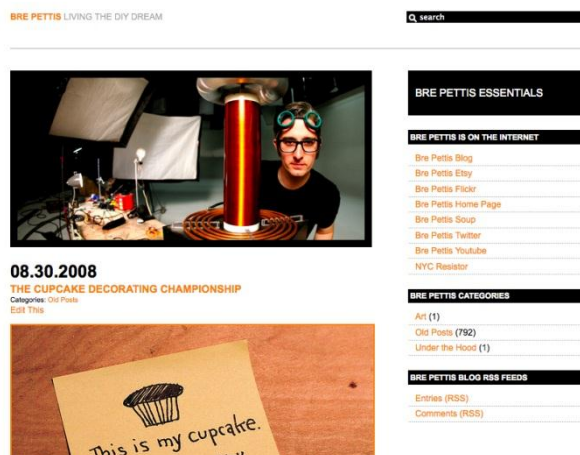 BRE PETTIS LIVING THE DIY DREAM
search
BRE PETTIS ESSENTIALS
BRE PETTIS IS ON THE INTERNET
Bre Pettis Blog
Bre Pettis Etsy
Bre Pettis Flickr
Bre Pettis Home Page
Bre Pettis Soup
Bre Pettis Twitter
Bre Pettis Youtube
NYC Resistor
BRE PETTIS CATEGORIES
Art (1)
Old Posts (792)
Under the Hood (1)
BRE PETTIS BLOG RSS FEEDS
Entries (RSS)
Comments (RSS)
08.30.2008
THE CUPCAKE DECORATING CHAMPIONSHIP
Categories: Old Posts
Edit This
This is my cupcake.